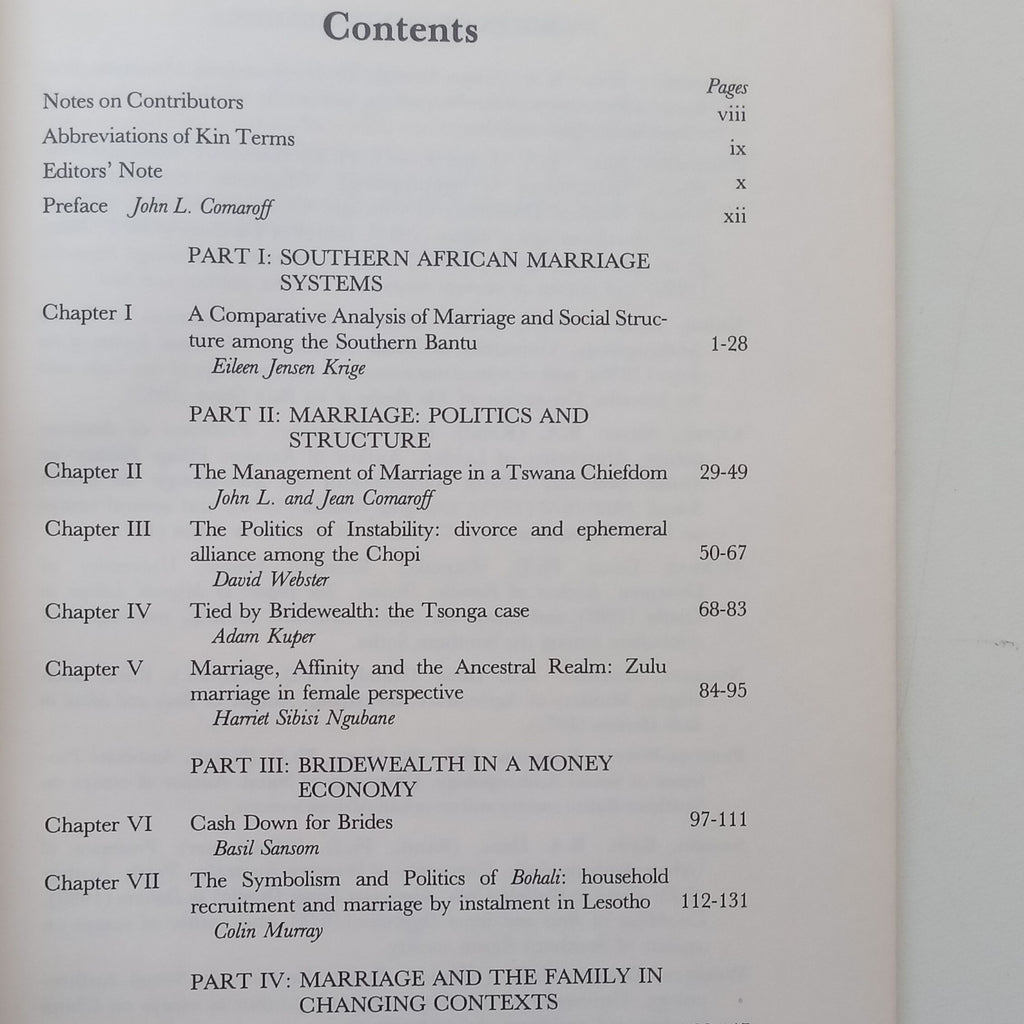 Contents
Pages
Notes on Contributors viii
Abbreviations of Kin Terms ix
Editors' Note x
Preface John L. Comaroff xii
PART I: SOUTHERN AFRICAN MARRIAGE
SYSTEMS
Chapter I A Comparative Analysis of Marriage and Social Struc-
ture among the Southern Bantu 1-28
Eileen Jensen Krige
PART II: MARRIAGE: POLITICS AND
STRUCTURE
Chapter II The Management of Marriage in a Tswana Chiefdom 29-49
John L. and Jean Comaroff
Chapter III The Politics of Instability: divorce and ephemeral
alliance among the Chopi 50-67
David Webster
Chapter IV Tied by Bridewealth: the Tsonga case 68-83
Adam Kuper
Chapter V Marriage, Affinity and the Ancestral Realm: Zulu
marriage in female perspective 84-95
Harriet Sibisi Ngubane
PART III: BRIDEWEALTH IN A MONEY
ECONOMY
Chapter VI Cash Down for Brides 97-111
Basil Sansom
Chapter VII The Symbolism and Politics of Bohali: household
recruitment and marriage by instalment in Lesotho 112-131
Colin Murray
PART IV: MARRIAGE AND THE FAMILY IN
CHANGING CONTEXTS